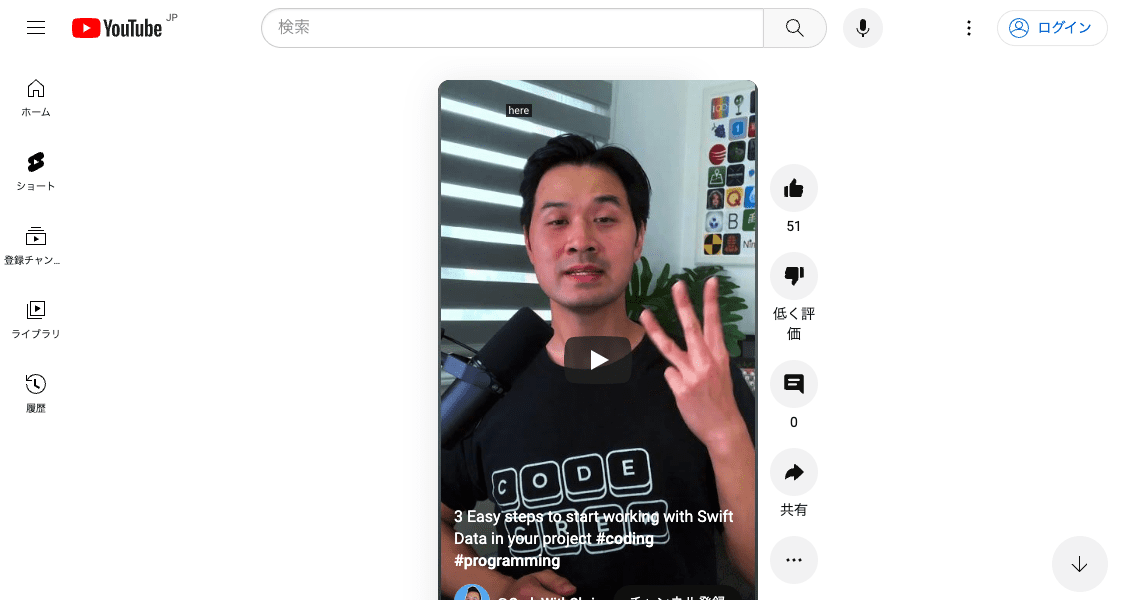 YouTube JP
検索
ログイン
ホーム
ショート
登録チャン...
ライブラリ
履歴
here
CODE
CREW
3 Easy steps to start working with Swift
Data in your project #coding
#programming
51
低く評
価
0
共有